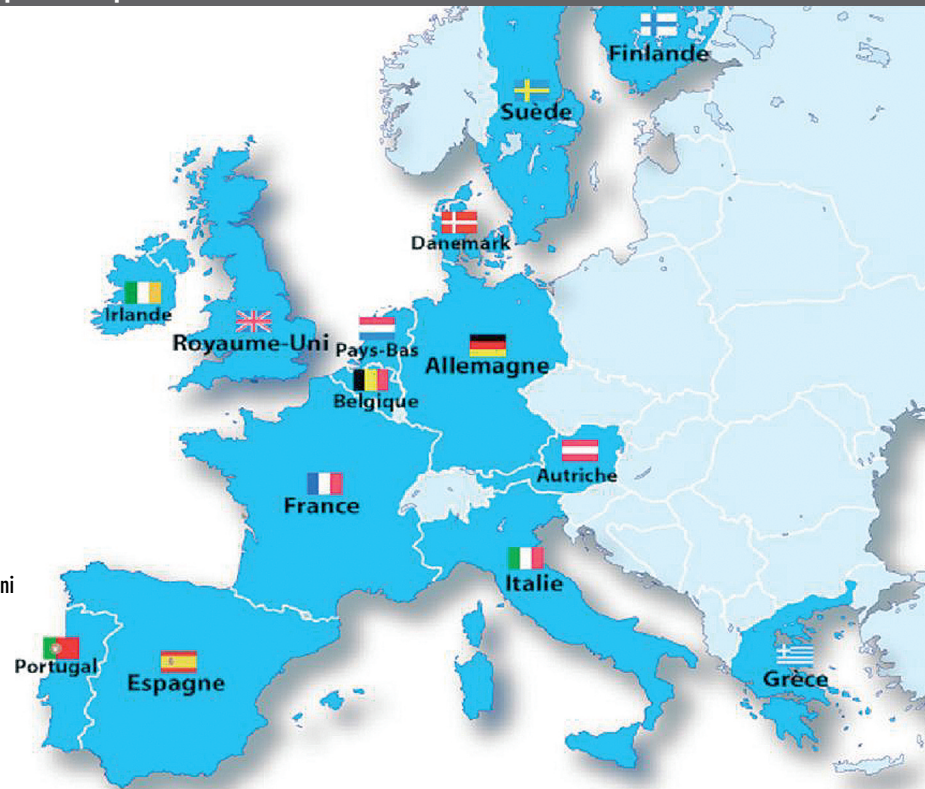 Finlande
Suède
Danemark
Irlande
Royaume-Uni
Pays-Bas
Allemagne
Belgique
Autriche
France
Italie
ni
Portugal
Espagne
Grèce